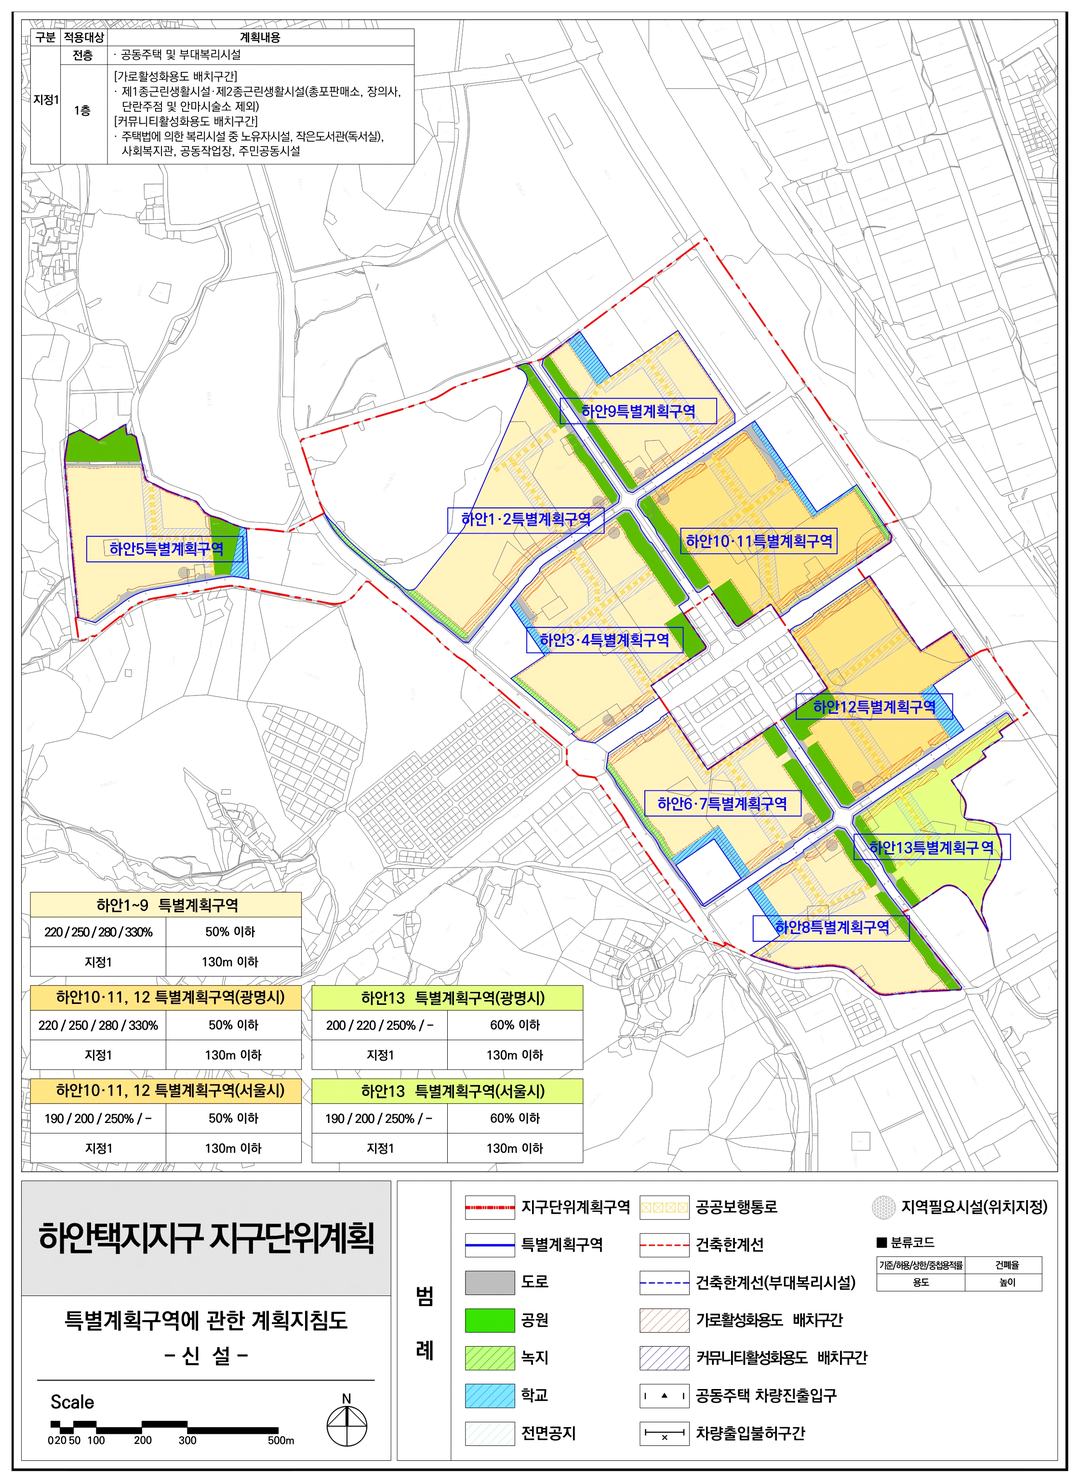 구분 적용대상 계획내용
지정1
전층 · 공동주택 및 부대복리시설
1층
[가로활성화용도 배치구간]
· 제1종근린생활시설·제2종근린생활시설(총포판매소, 장의사,
단란주점 및 안마시술소 제외)
[커뮤니티활성화용도 배치구간]
· 주택법에 의한 복리시설 중 노유자시설, 작은도서관(독서실),
사회복지관, 공동작업장, 주민공동시설
하안9특별계획구역
하안1·2특별계획구역
하안10·11특별계획구역
하안5특별계획구역
하안3·4특별계획구역
하안12특별계획구역
하안6·7특별계획구역
하안13특별계획구역
하안8특별계획구역
하안1~9 특별계획구역
220/250/280/330% 50% 이하
지정1 130m 이하
하안10·11, 12 특별계획구역(광명시)
220 / 250 / 280 / 330% 50% 이하
지정1 130m 이하
하안13 특별계획구역(광명시)
200 / 220 / 250% / - 60% 이하
지정1 130m 이하
하안10·11, 12 특별계획구역(서울시)
190 / 200 / 250% / - 50% 이하
지정1 130m 이하
하안13 특별계획구역(서울시)
190 / 200 / 250% / - 60% 이하
지정1 130m 이하
하안택지지구 지구단위계획
특별계획구역에 관한 계획지침도
- 신 설 -
Scale
0 20 50 100 200 300 500m
N
범례
지구단위계획구역
특별계획구역
도로
공원
녹지
학교
전면공지
공공보행통로
건축한계선
건축한계선(부대복리시설)
가로활성화용도 배치구간
커뮤니티활성화용도 배치구간
공동주택 차량진출입구
차량출입불허구간
지역필요시설(위치지정)
■ 분류코드
기준/허용/상한/중첩용적률 건폐율
용도 높이